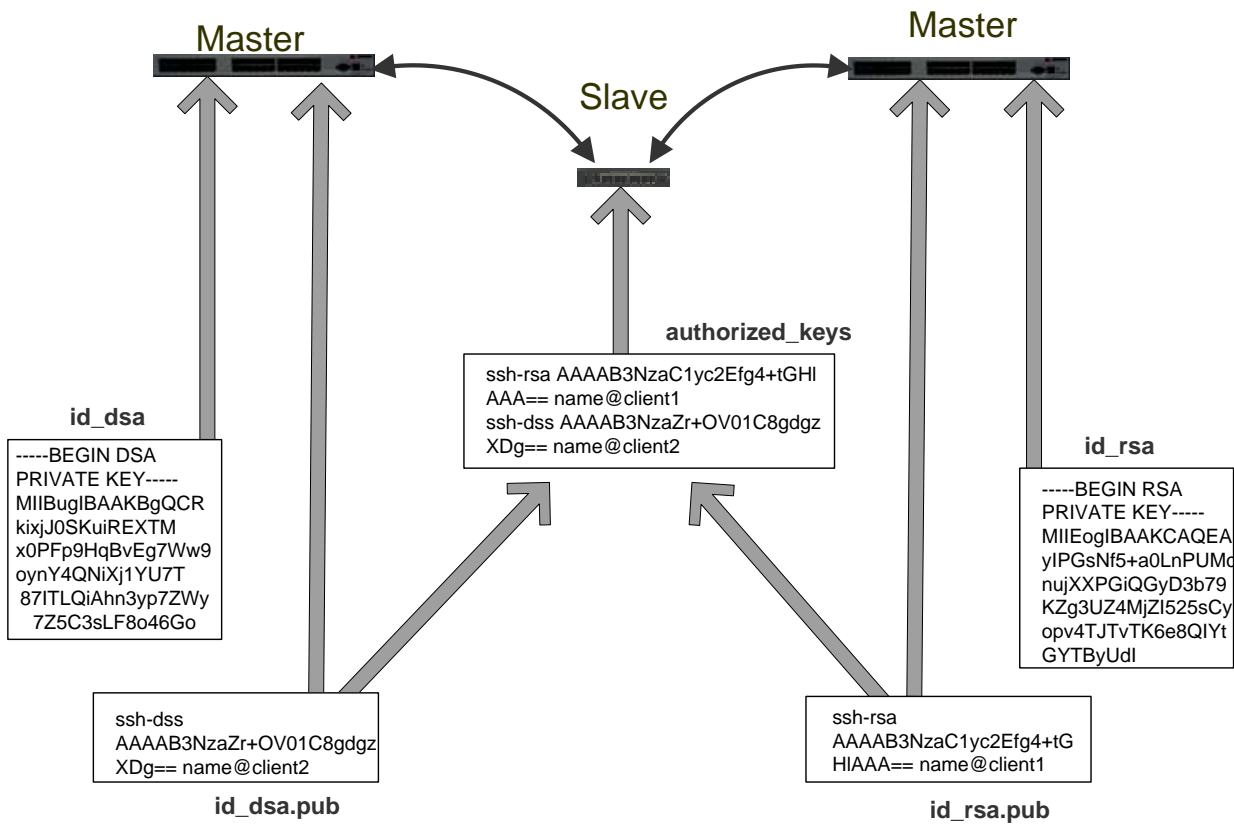 Master
Master
Slave
authorized_keys
ssh-rsa AAAAB3NzaC1yc2Efg4+tGHl
AAA== name@client1
ssh-dss AAAAB3NzaZr+OV01C8gdgz
XDg== name@client2
id_dsa
-----BEGIN DSA
PRIVATE KEY-----
MIIBugIBAAKBgQCR
kixjJ0SKuiREXTM
x0PFp9HqBvEg7Ww9
oynY4QNiXj1YU7T
87ITLQiAhn3yp7ZWy
7Z5C3sLF8o46Go
id_rsa
-----BEGIN RSA
PRIVATE KEY-----
MIIEogIBAAKCAQEA
yIPGsNf5+a0LnPUMc
nujXXPGiQGyD3b79
KZg3UZ4MjZI525sCy
opv4TJTvTK6e8QIYt
GYTByUdI
ssh-dss
AAAAB3NzaZr+OV01C8gdgz
XDg== name@client2
id_dsa.pub
ssh-rsa
AAAAB3NzaC1yc2Efg4+tG
HlAAA== name@client1
id_rsa.pub